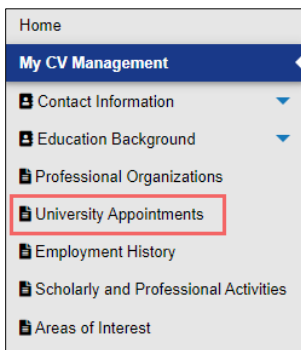 Home
My CV Management
Contact Information
Education Background
Professional Organizations
University Appointments
Employment History
Scholarly and Professional Activities
Areas of Interest